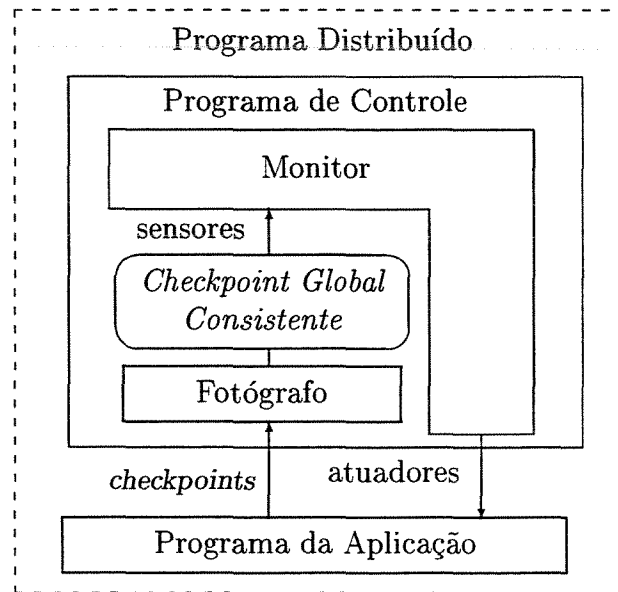 Programa Distribuído
Programa de Controle
Monitor
sensores
Checkpoint Global
Consistente
Fotógrafo
checkpoints
atuadores
Programa da Aplicação